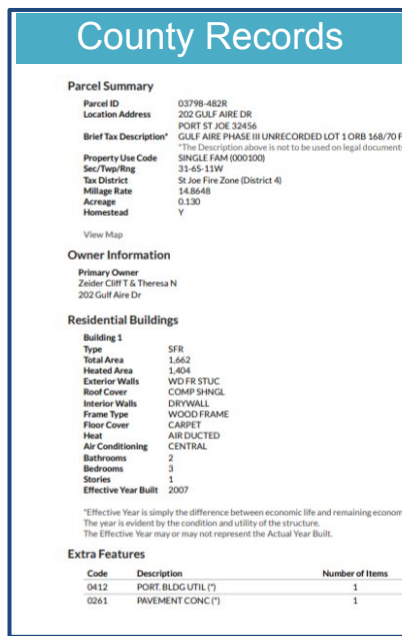 County Records
Parcel Summary
Parcel ID 03798-482R
Location Address 202 GULF AIRE DR
PORT ST JOE 32456
Brief Tax Description* GULF AIRE PHASE III UNRECORDED LOT 1 ORB 168/70 F
*The Description above is not to be used on legal documents
Property Use Code SINGLE FAM (000100)
Sec/Twp/Rng 31-6S-11W
Tax District St Joe Fire Zone (District 4)
Millage Rate 14.8648
Acreage 0.130
Homestead Y
View Map
Owner Information
Primary Owner
Zeider Cliff T & Theresa N
202 Gulf Aire Dr
Residential Buildings
Building 1
Type SFR
Total Area 1,662
Heated Area 1,404
Exterior Walls WD FR STUC
Roof Cover COMP SHNGL
Interior Walls DRYWALL
Frame Type WOOD FRAME
Floor Cover CARPET
Heat AIR DUCTED
Air Conditioning CENTRAL
Bathrooms 2
Bedrooms 3
Stories 1
Effective Year Built 2007
*Effective Year is simply the difference between economic life and remaining econom
The year is evident by the condition and utility of the structure.
The Effective Year may or may not represent the Actual Year Built.
Extra Features
Code Description Number of Items
0412 PORT. BLDG UTIL (*) 1
0261 PAVEMENT CONC (*) 1